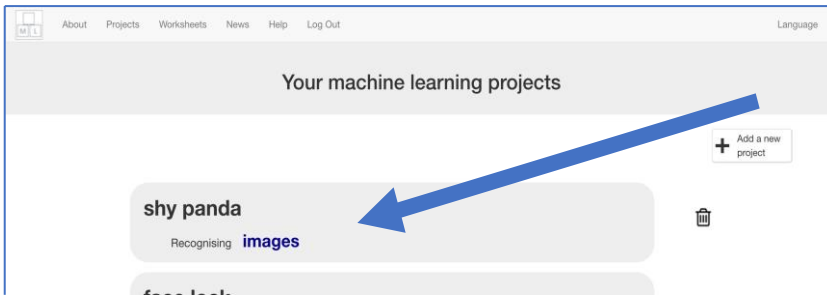 M L
About Projects Worksheets News Help Log Out Language
Your machine learning projects
Add a new
project
shy panda
Recognising images